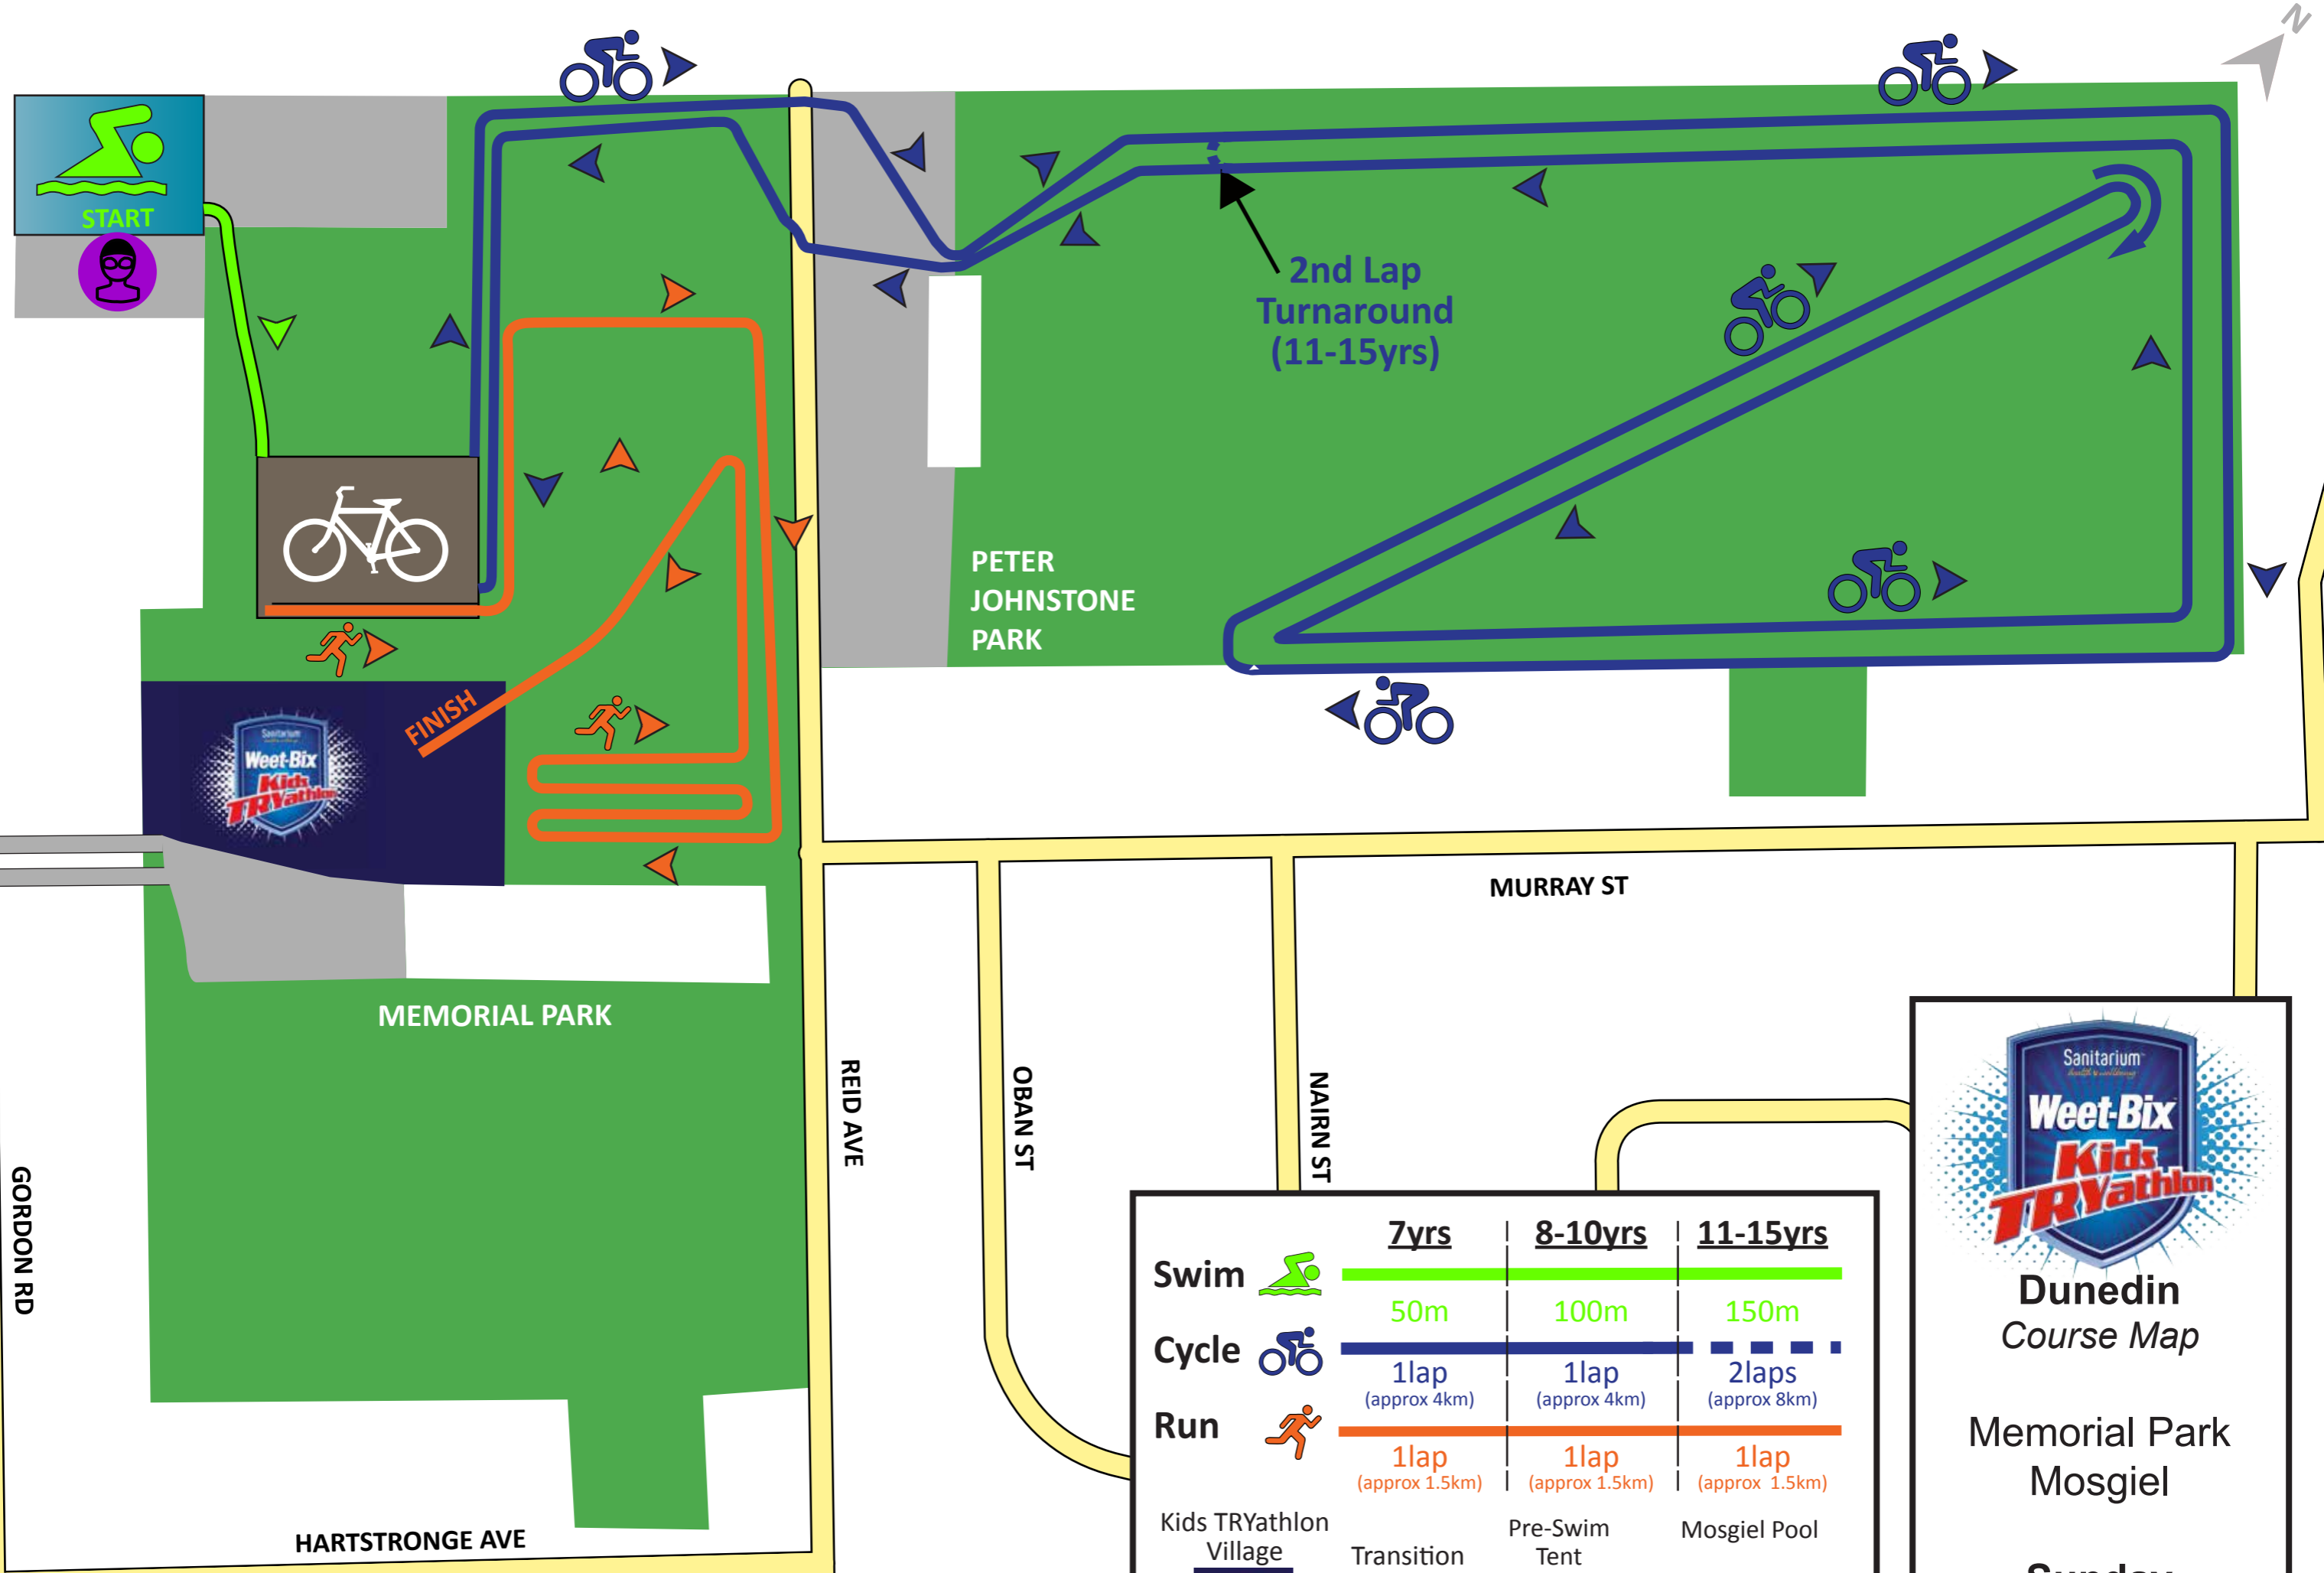 N
START
2nd Lap
Turnaround
(11-15yrs)
PETER
JOHNSTONE
PARK
FINISH
Sanitarium
Weet-Bix
Kids
TRYathlon
MURRAY ST
MEMORIAL PARK
REID AVE
OBAN ST
NAIRN ST
GORDON RD
HARTSTRONGE AVE
7yrs 8-10yrs 11-15yrs
Swim
50m 100m 150m
Cycle
1lap 1lap 2laps
(approx 4km) (approx 4km) (approx 8km)
Run
1lap 1lap 1lap
(approx 1.5km) (approx 1.5km) (approx 1.5km)
Kids TRYathlon
Village
Transition
Pre-Swim
Tent
Mosgiel Pool
Sanitarium
health & wellbeing
Weet-Bix
Kids
TRYathlon
Dunedin
Course Map
Memorial Park
Mosgiel
Sunday